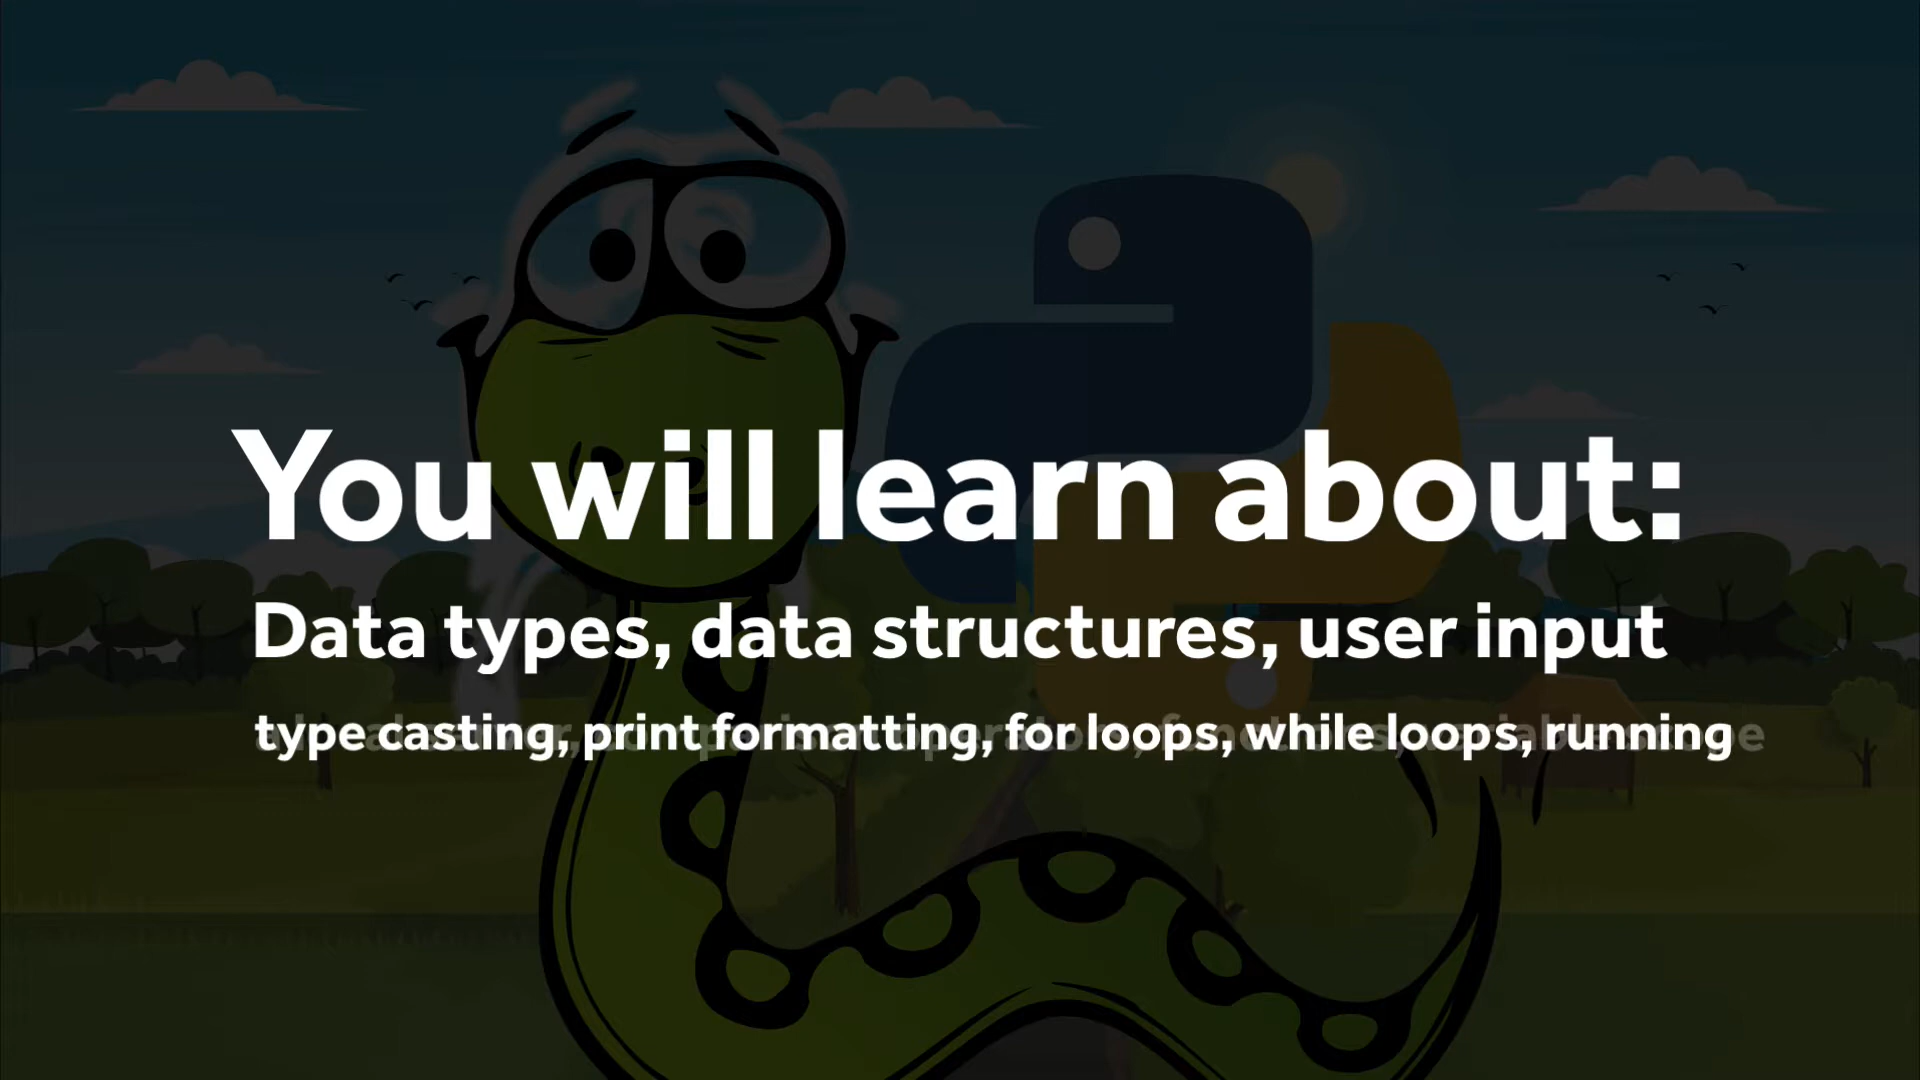 You will learn about:
Data types, data structures, user input
type casting, print formatting, for loops, while loops, running